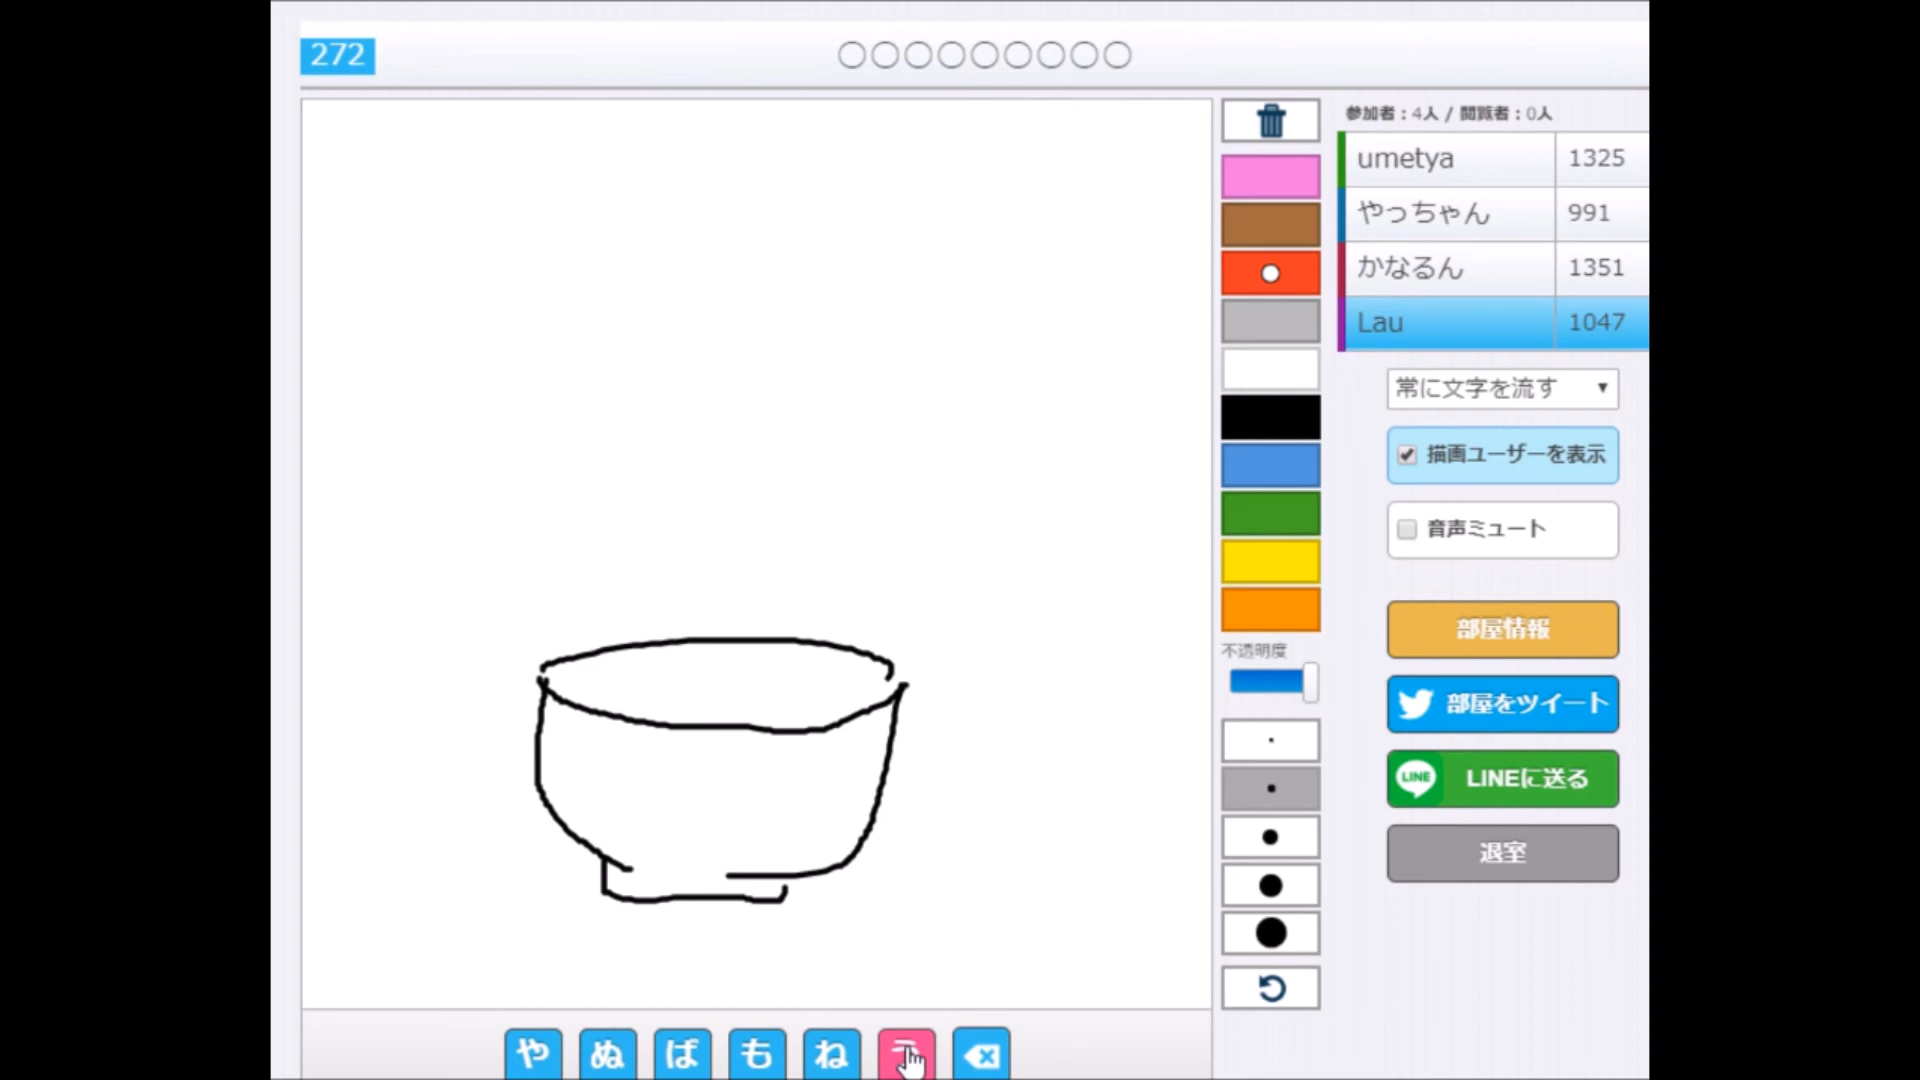 272
○○○○○○○○○
参加者：4人 / 閲覧者：0人
umetya 1325
やっちゃん 991
かなるん 1351
Lau 1047
常に文字を流す
描画ユーザーを表示
音声ミュート
不透明度
部屋情報
部屋をツイート
LINE LINEに送る
退室
や ぬ ば も ね